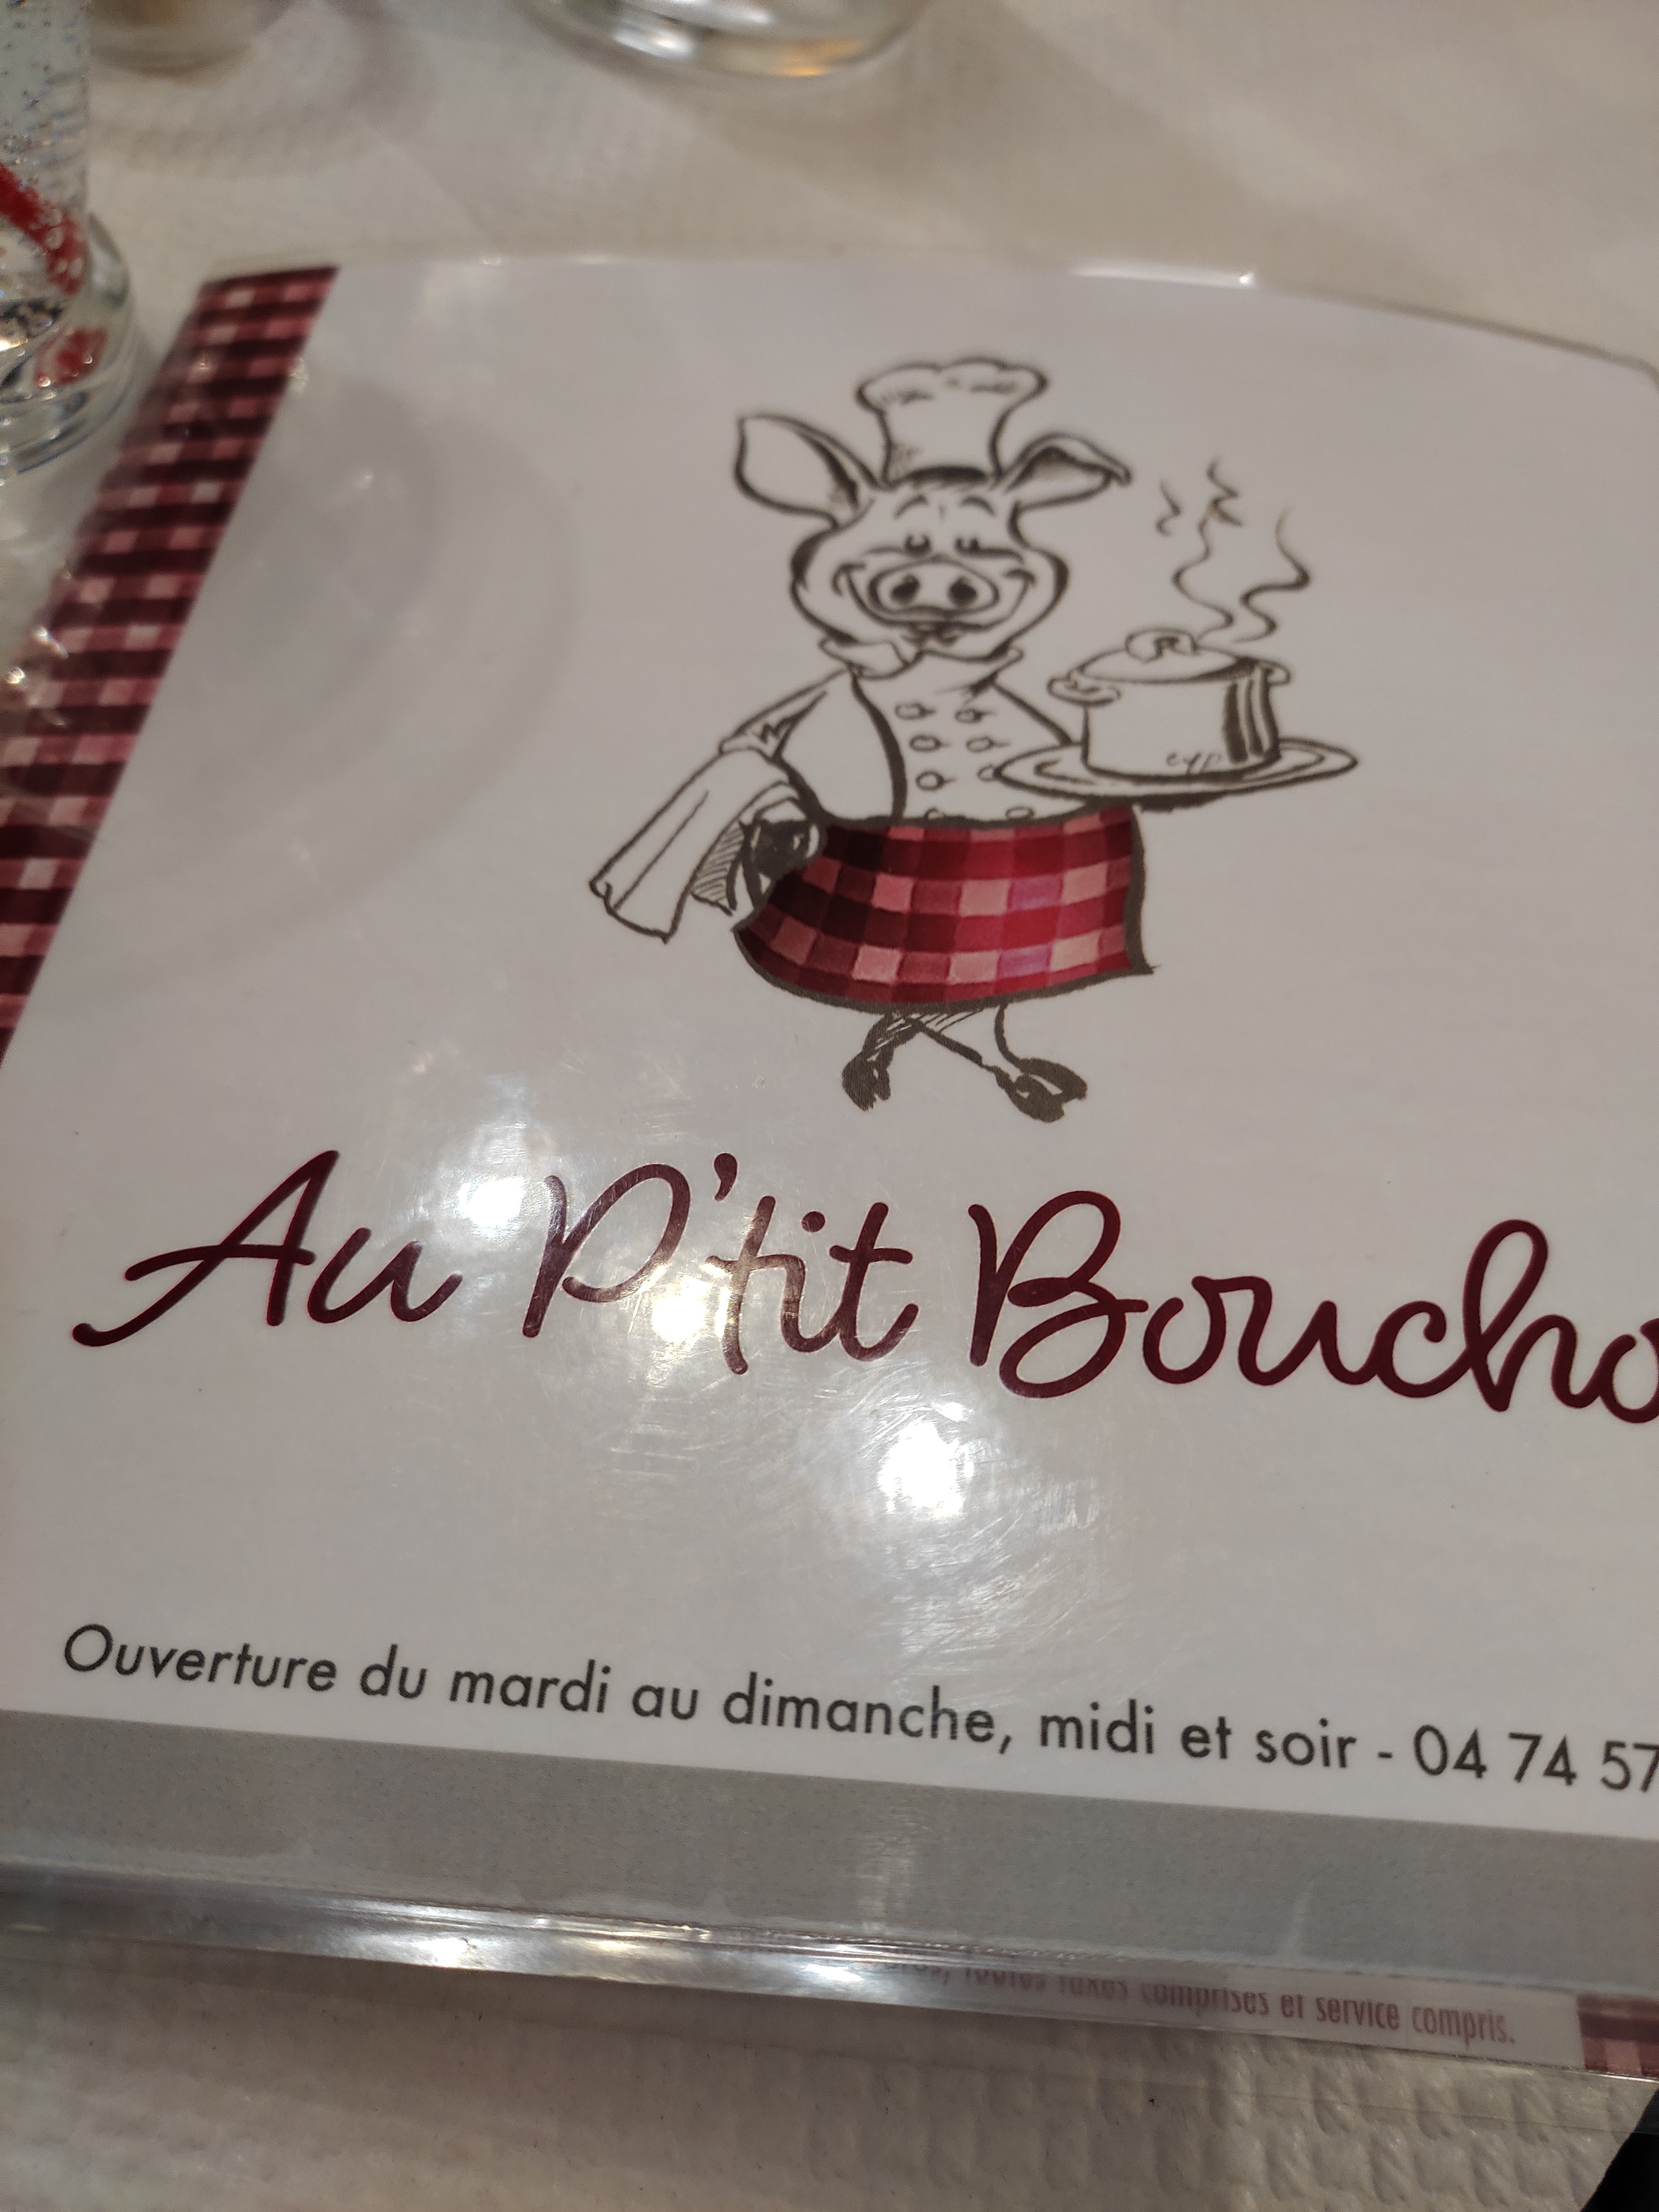 cyp
Au P'tit Boucho
Ouverture du mardi au dimanche, midi et soir - 04 74 57
toutes taxes comprises et service compris.